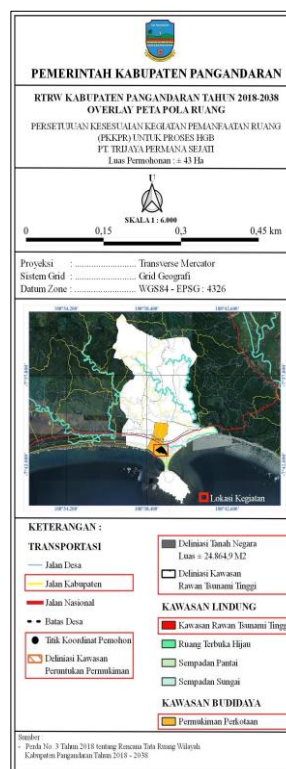 PEMERINTAH KABUPATEN PANGANDARAN
RTRW KABUPATEN PANGANDARAN TAHUN 2018-2038
OVERLAY PETA POLA RUANG
PERSETUJUAN KESESUAIAN KEGIATAN PEMANFAATAN RUANG
(PKKPR) UNTUK PROSES HGB
PT. TRIJAYA PERMANA SEJATI
Luas Permohonan : ± 43 Ha
U
SKALA 1 : 6.000
0 0,15 0,3 0,45 km
Proyeksi : ........................ Transverse Mercator
Sistem Grid : ........................ Grid Geografi
Datum Zone : ........................ WGS84 - EPSG : 4326
Lokasi Kegiatan
KETERANGAN :
TRANSPORTASI
Jalan Desa
Jalan Kabupaten
Jalan Nasional
Batas Desa
Titik Koordinat Pemohon
Deliniasi Kawasan
Peruntukan Permukiman
Deliniasi Tanah Negara
Luas ± 24.864,9 M2
Deliniasi Kawasan
Rawan Tsunami Tinggi
KAWASAN LINDUNG
Kawasan Rawan Tsunami Tinggi
Ruang Terbuka Hijau
Sempadan Pantai
Sempadan Sungai
KAWASAN BUDIDAYA
Permukiman Perkotaan
Sumber
- Perda No. 3 Tahun 2018 tentang Rencana Tata Ruang Wilayah
Kabupaten Pangandaran Tahun 2018 - 2038